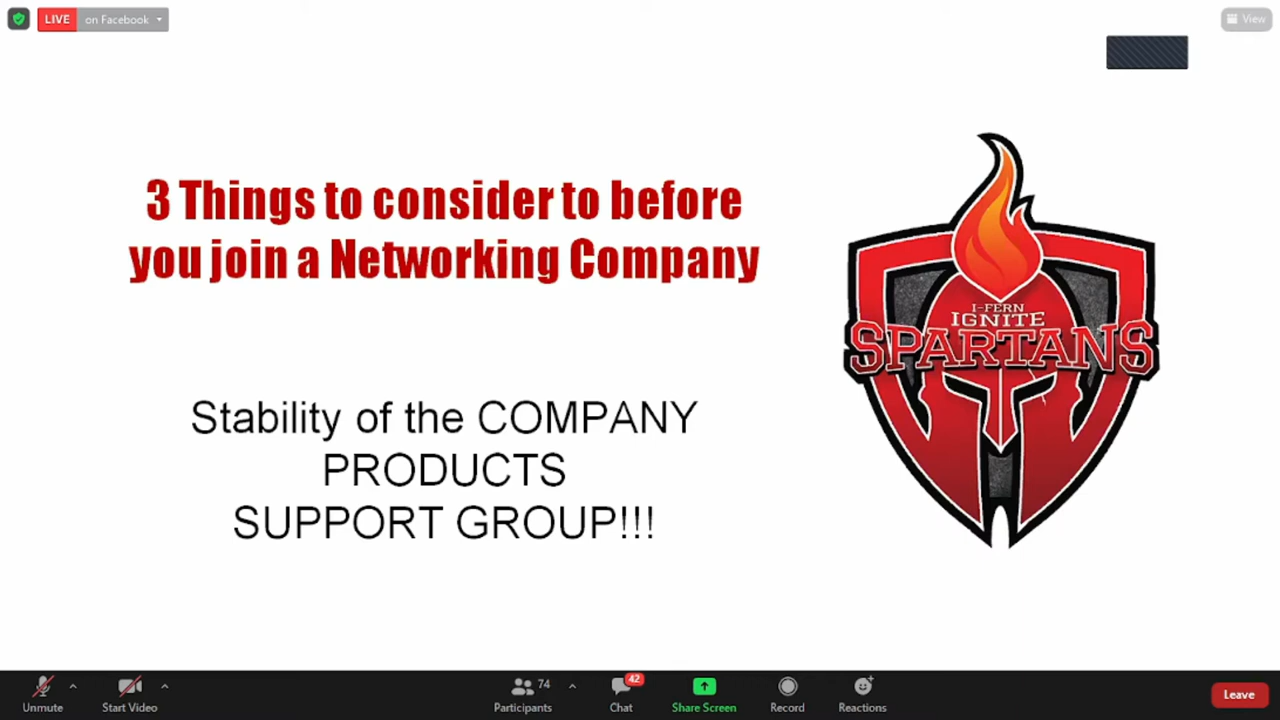 LIVE on Facebook
View
3 Things to consider to before
you join a Networking Company
I-FERN
IGNITE
SPARTANS
Stability of the COMPANY
PRODUCTS
SUPPORT GROUP!!!
74
42
Unmute
Start Video
Participants
Chat
Share Screen
Record
Reactions
Leave